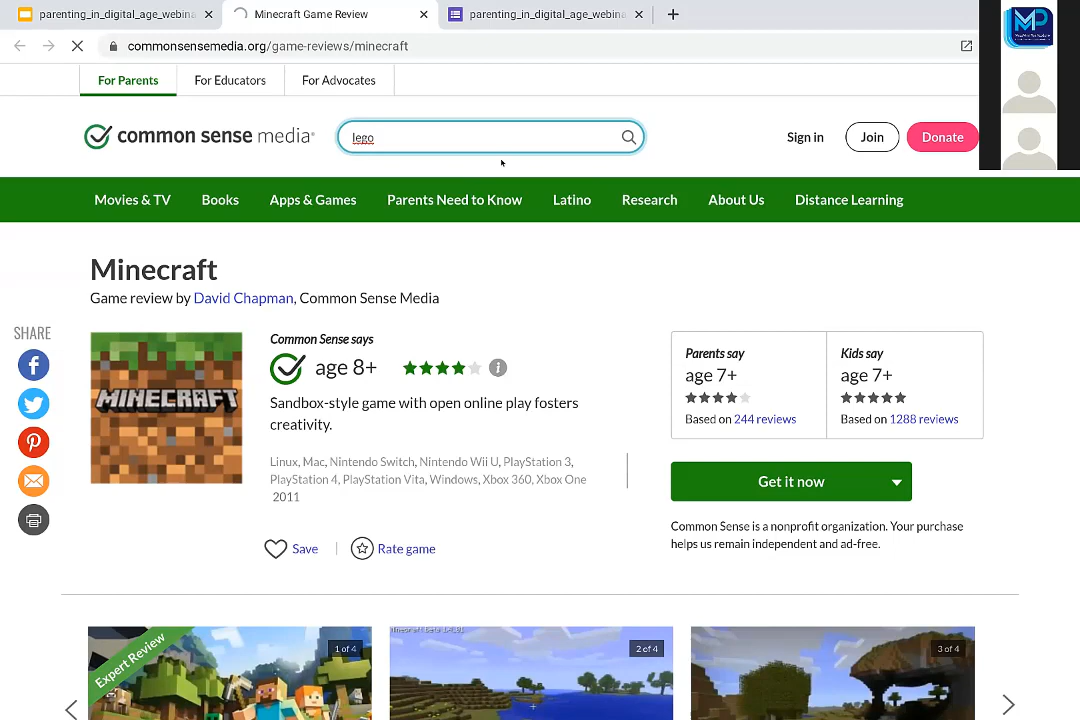 parenting_in_digital_age_webina
Minecraft Game Review
parenting_in_digital_age_webina
commonsensemedia.org/game-reviews/minecraft
MP
For Parents
For Educators
For Advocates
common sense media
lego
Sign in
Join
Donate
Movies & TV
Books
Apps & Games
Parents Need to Know
Latino
Research
About Us
Distance Learning
Minecraft
Game review by David Chapman, Common Sense Media
SHARE
MINECRAFT
Common Sense says
age 8+
Sandbox-style game with open online play fosters
creativity.
Linux, Mac, Nintendo Switch, Nintendo Wii U, PlayStation 3,
PlayStation 4, PlayStation Vita, Windows, Xbox 360, Xbox One
2011
Save
Rate game
Parents say
age 7+
Based on 244 reviews
Kids say
age 7+
Based on 1288 reviews
Get it now
Common Sense is a nonprofit organization. Your purchase
helps us remain independent and ad-free.
Expert Review
1 of 4
2 of 4
3 of 4